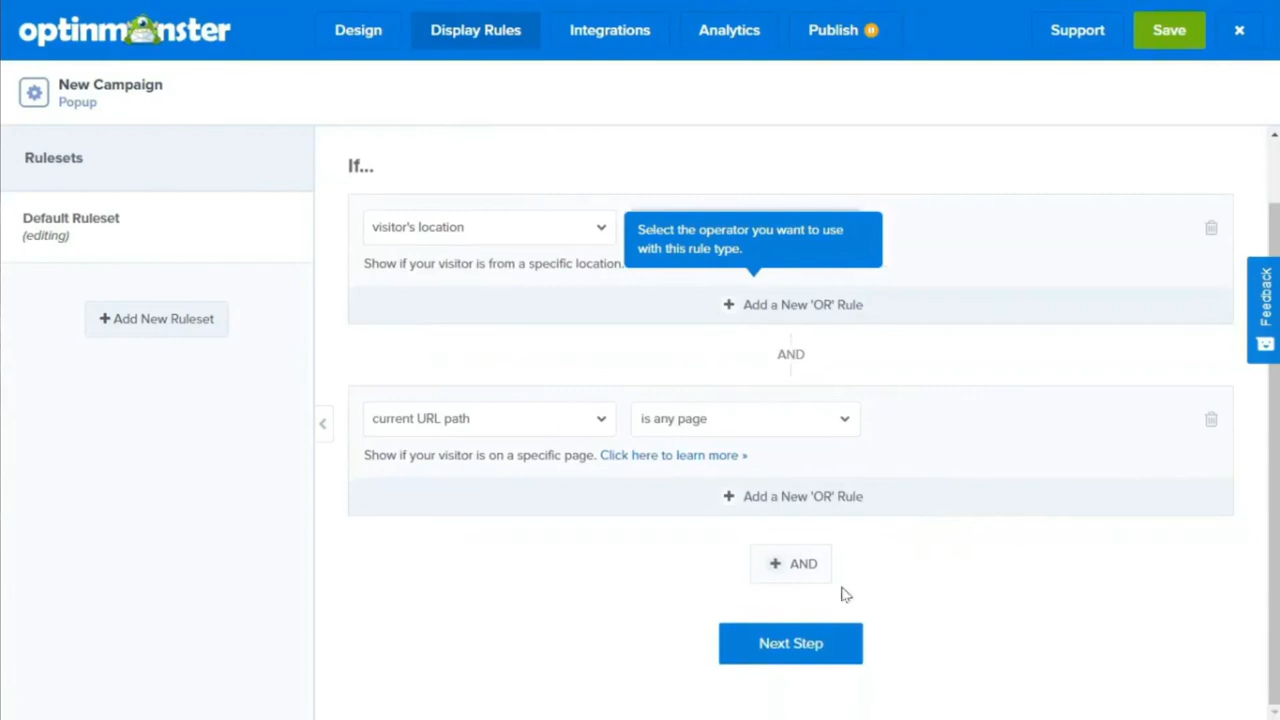 optinmonster
Design
Display Rules
Integrations
Analytics
Publish
Support
Save
New Campaign
Popup
Rulesets
Default Ruleset
(editing)
+ Add New Ruleset
If...
visitor's location
Select the operator you want to use
with this rule type.
Show if your visitor is from a specific location.
+ Add a New 'OR' Rule
AND
current URL path
is any page
Show if your visitor is on a specific page. Click here to learn more »
+ Add a New 'OR' Rule
+ AND
Next Step
Feedback